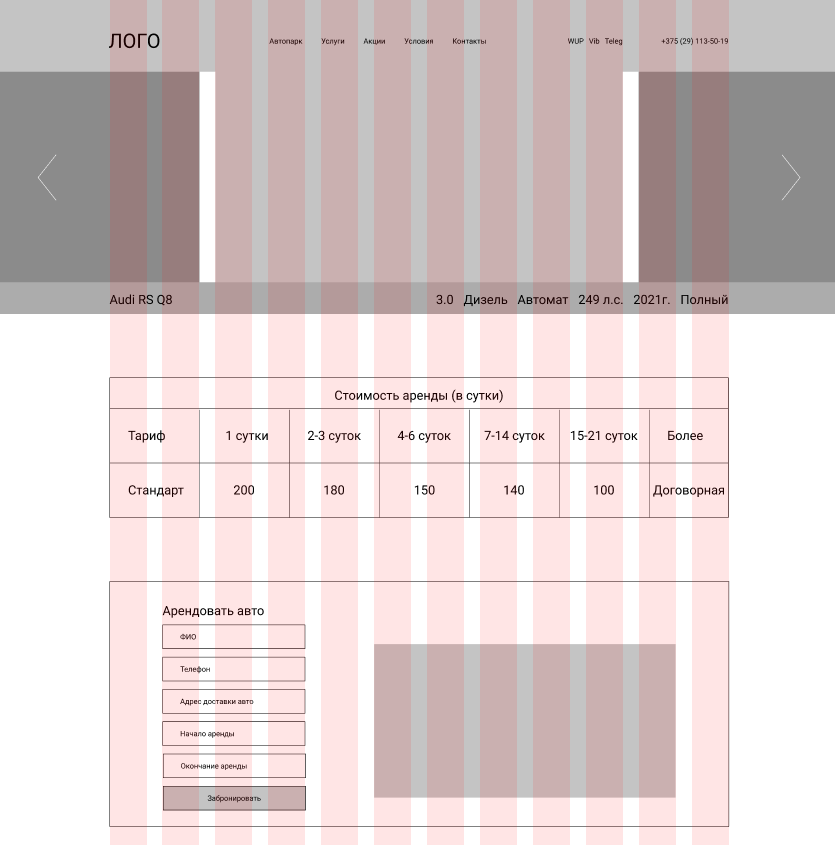 ЛОГО
Автопарк Услуги Акции Условия Контакты WUP Vib Teleg +375 (29) 113-50-19
Audi RS Q8 3.0 Дизель Автомат 249 л.с. 2021г. Полный
Стоимость аренды (в сутки)
Тариф 1 сутки 2-3 суток 4-6 суток 7-14 суток 15-21 суток Более
Стандарт 200 180 150 140 100 Договорная
Арендовать авто
ФИО
Телефон
Адрес доставки авто
Начало аренды
Окончание аренды
Забронировать